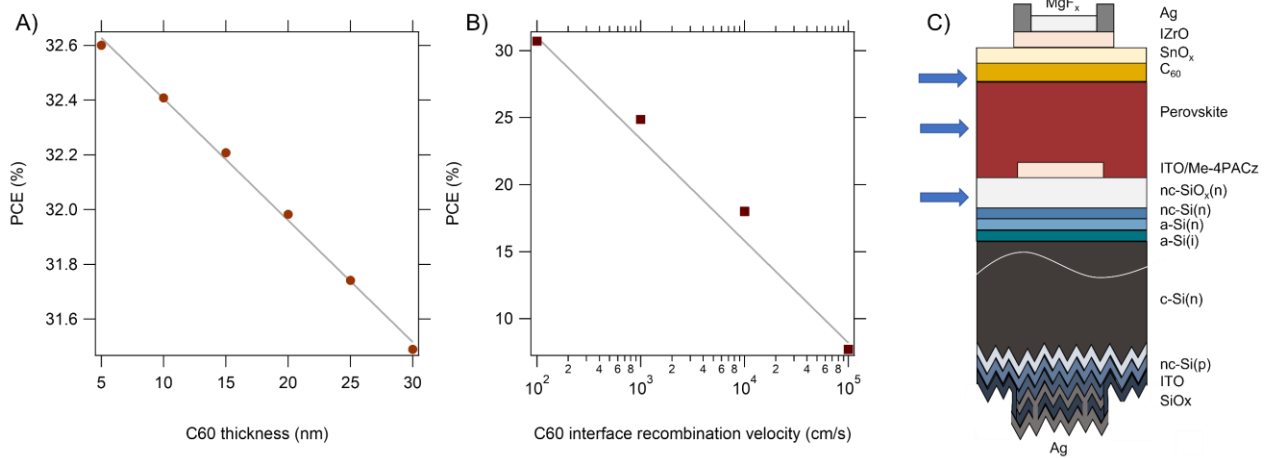 A)
PCE (%)
32.6
32.4
32.2
32.0
31.8
31.6
5 10 15 20 25 30
C60 thickness (nm)
B)
PCE (%)
30
25
20
15
10
10² 2 4 6 8 10³ 2 4 6 8 10⁴ 2 4 6 8 10⁵
C60 interface recombination velocity (cm/s)
C)
MgFₓ
Ag
IZrO
SnOₓ
C₆₀
Perovskite
ITO/Me-4PACz
nc-SiOₓ(n)
nc-Si(n)
a-Si(n)
a-Si(i)
c-Si(n)
nc-Si(p)
ITO
SiOx
Ag